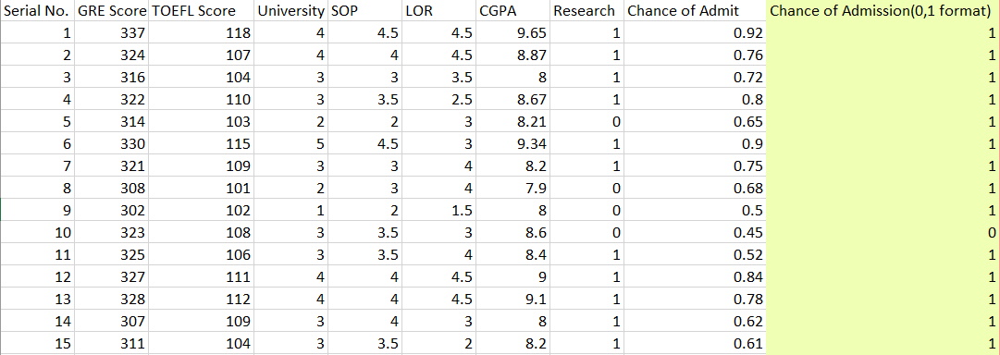 Serial No. GRE Score TOEFL Score University SOP LOR CGPA Research Chance of Admit Chance of Admission(0,1 format)
1 337 118 4 4.5 4.5 9.65 1 0.92 1
2 324 107 4 4 4.5 8.87 1 0.76 1
3 316 104 3 3 3.5 8 1 0.72 1
4 322 110 3 3.5 2.5 8.67 1 0.8 1
5 314 103 2 2 3 8.21 0 0.65 1
6 330 115 5 4.5 3 9.34 1 0.9 1
7 321 109 3 3 4 8.2 1 0.75 1
8 308 101 2 3 4 7.9 0 0.68 1
9 302 102 1 2 1.5 8 0 0.5 1
10 323 108 3 3.5 3 8.6 0 0.45 0
11 325 106 3 3.5 4 8.4 1 0.52 1
12 327 111 4 4 4.5 9 1 0.84 1
13 328 112 4 4 4.5 9.1 1 0.78 1
14 307 109 3 4 3 8 1 0.62 1
15 311 104 3 3.5 2 8.2 1 0.61 1